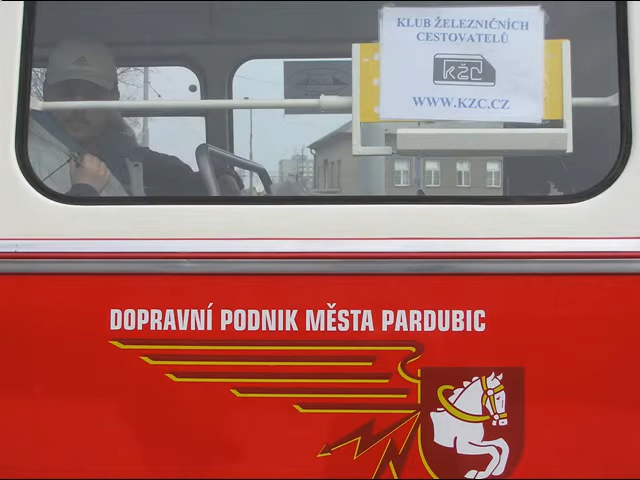 KLUB ŽELEZNIČNÍCH
CESTOVATELŮ
KŽC
WWW.KZC.CZ
DOPRAVNÍ PODNIK MĚSTA PARDUBIC